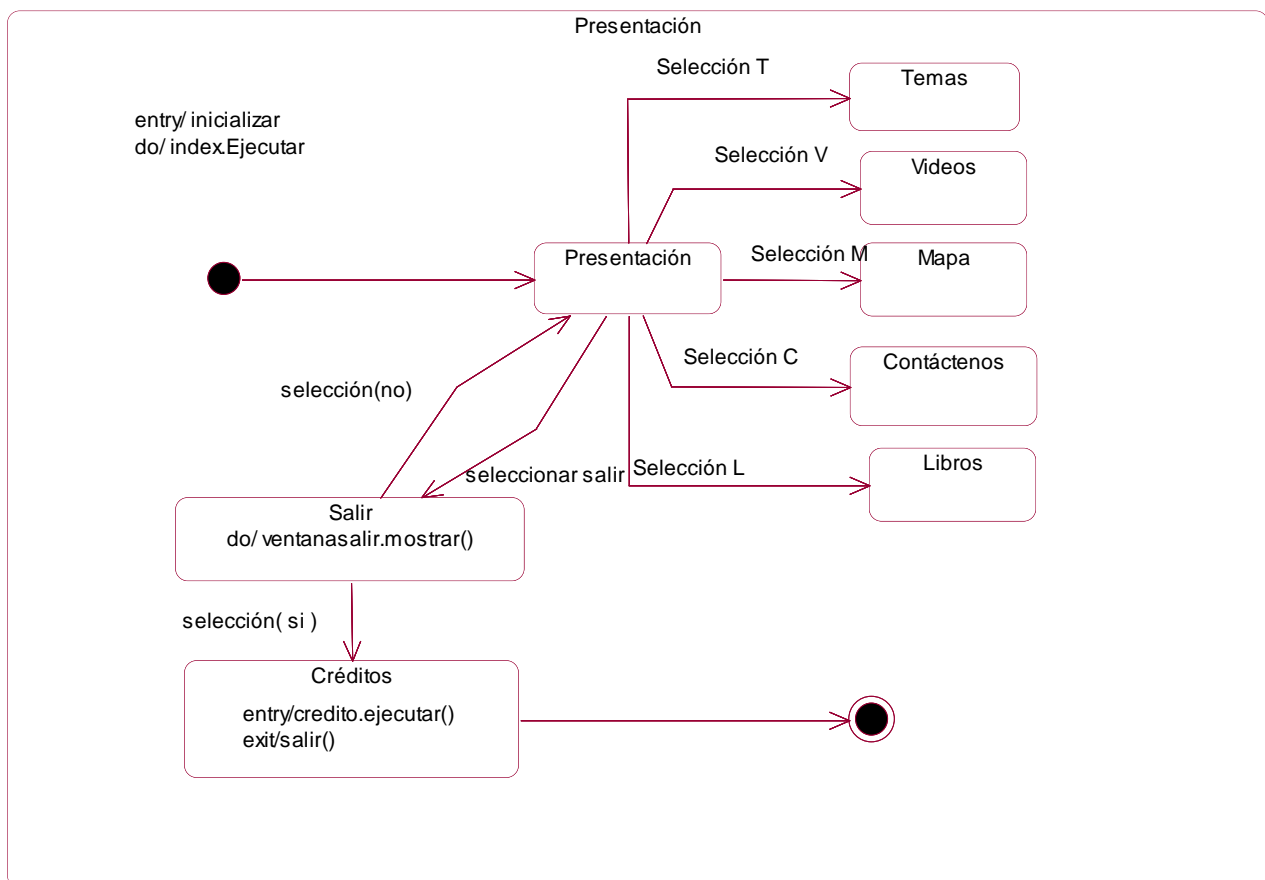 Presentación
Selección T
Temas
entry/ inicializar
do/ index.Ejecutar
Selección V
Videos
Presentación
Selección M
Mapa
Selección C
Contáctenos
selección(no)
seleccionar salir
Selección L
Libros
Salir
do/ ventanasalir.mostrar()
selección( si )
Créditos
entry/credito.ejecutar()
exit/salir()